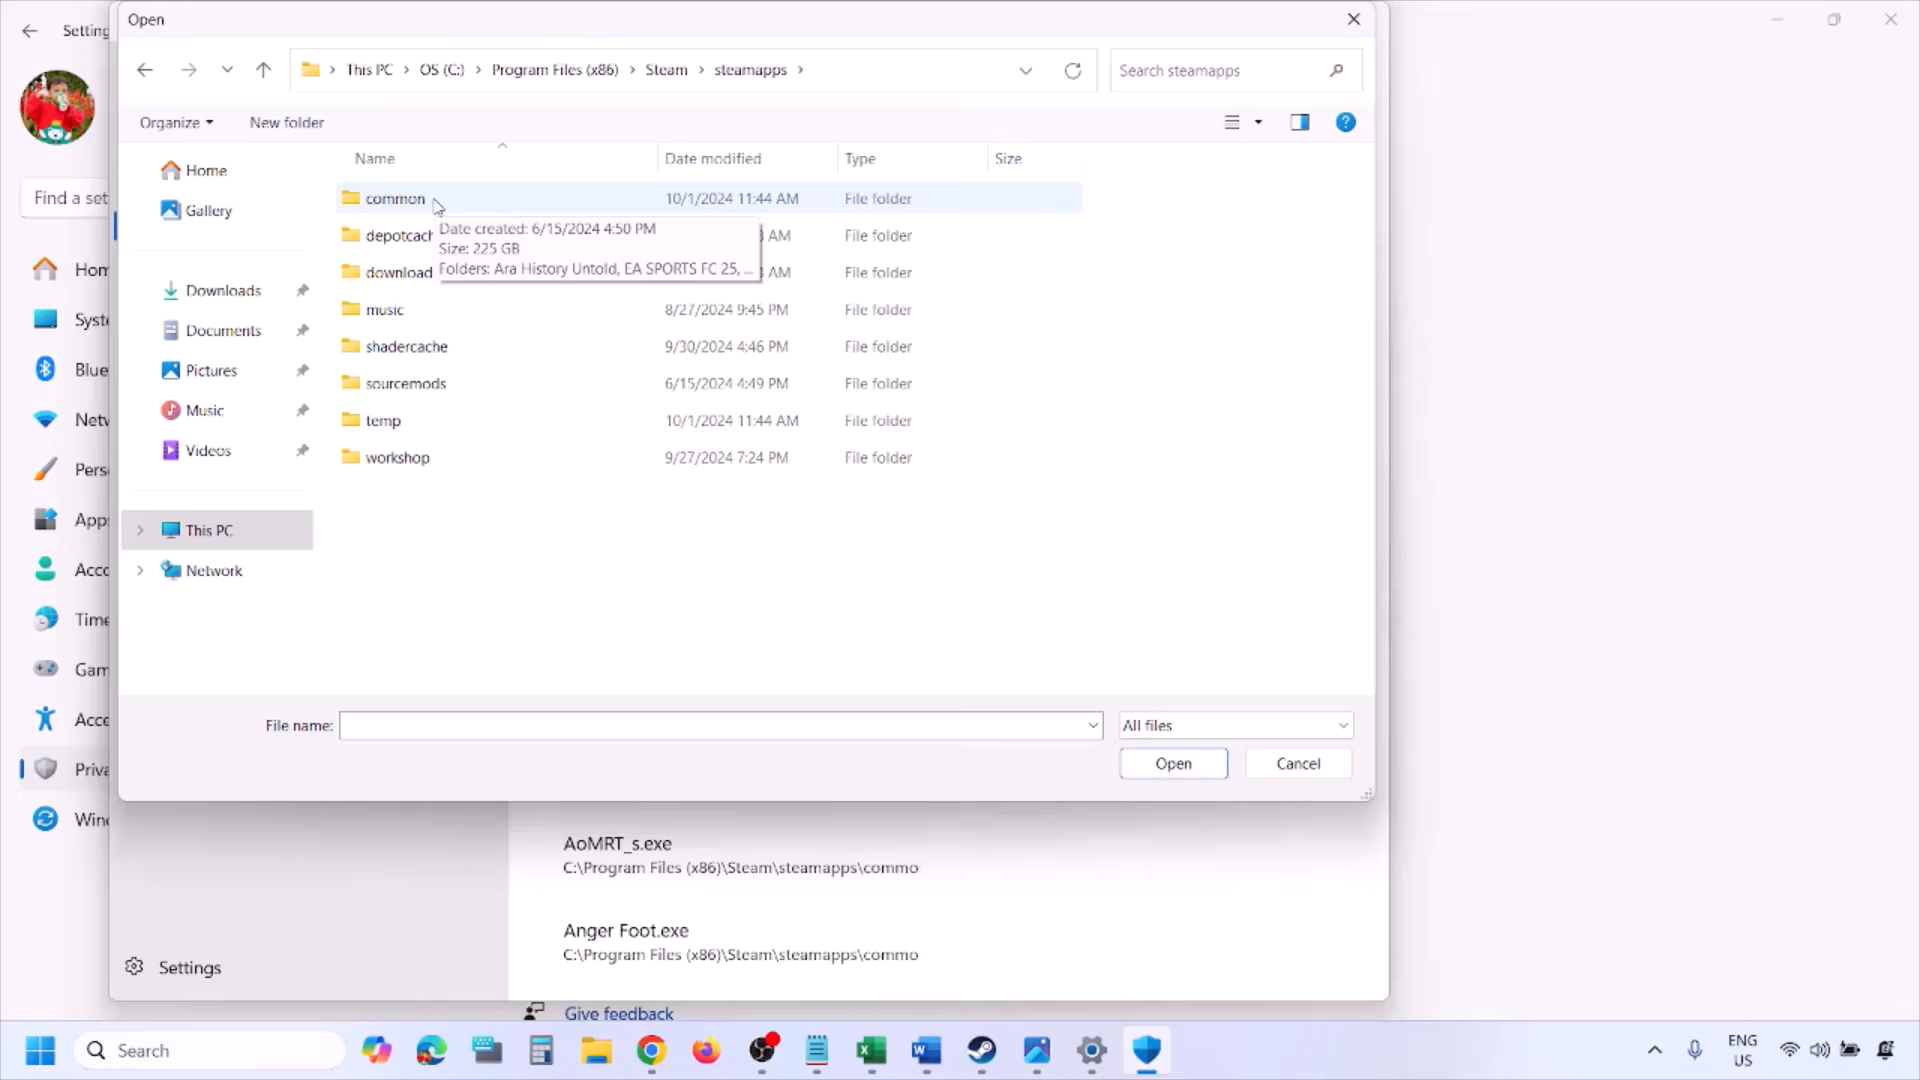 Open
Setting
This PC
OS (C:)
Program Files (x86)
Steam
steamapps
Search steamapps
Organize
New folder
Name
Date modified
Type
Size
Home
Gallery
Downloads
Documents
Pictures
Music
Videos
This PC
Network
common 10/1/2024 11:44 AM File folder
depotcach AM File folder
download AM File folder
Date created: 6/15/2024 4:50 PM
Size: 225 GB
Folders: Ara History Untold, EA SPORTS FC 25, ...
music 8/27/2024 9:45 PM File folder
shadercache 9/30/2024 4:46 PM File folder
sourcemods 6/15/2024 4:49 PM File folder
temp 10/1/2024 11:44 AM File folder
workshop 9/27/2024 7:24 PM File folder
File name:
All files
Open
Cancel
Find a set
Hom
Syste
Blue
Netw
Perso
Apps
Acco
Time
Gam
Acce
Priva
Wind
AoMRT_s.exe
C:\Program Files (x86)\Steam\steamapps\commo
Anger Foot.exe
C:\Program Files (x86)\Steam\steamapps\commo
Settings
Give feedback
Search
ENG
US